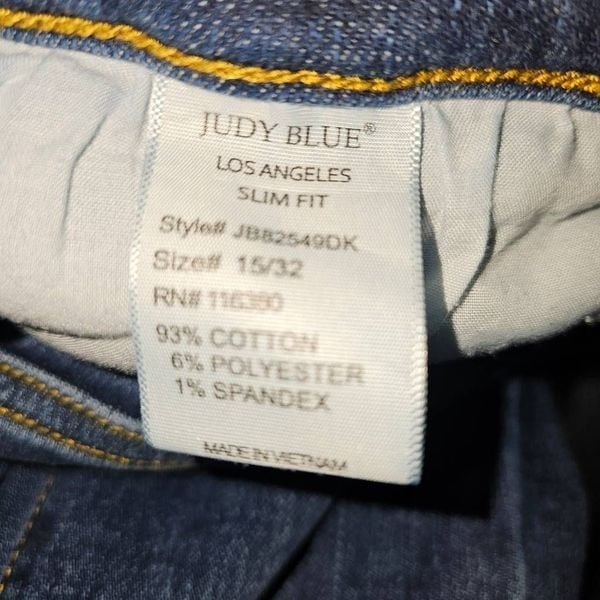 JUDY BLUE®
LOS ANGELES
SLIM FIT
Style# JB82549DK
Size# 15/32
RN# 116390
93% COTTON
6% POLYESTER
1% SPANDEX
MADE IN VIETNAM